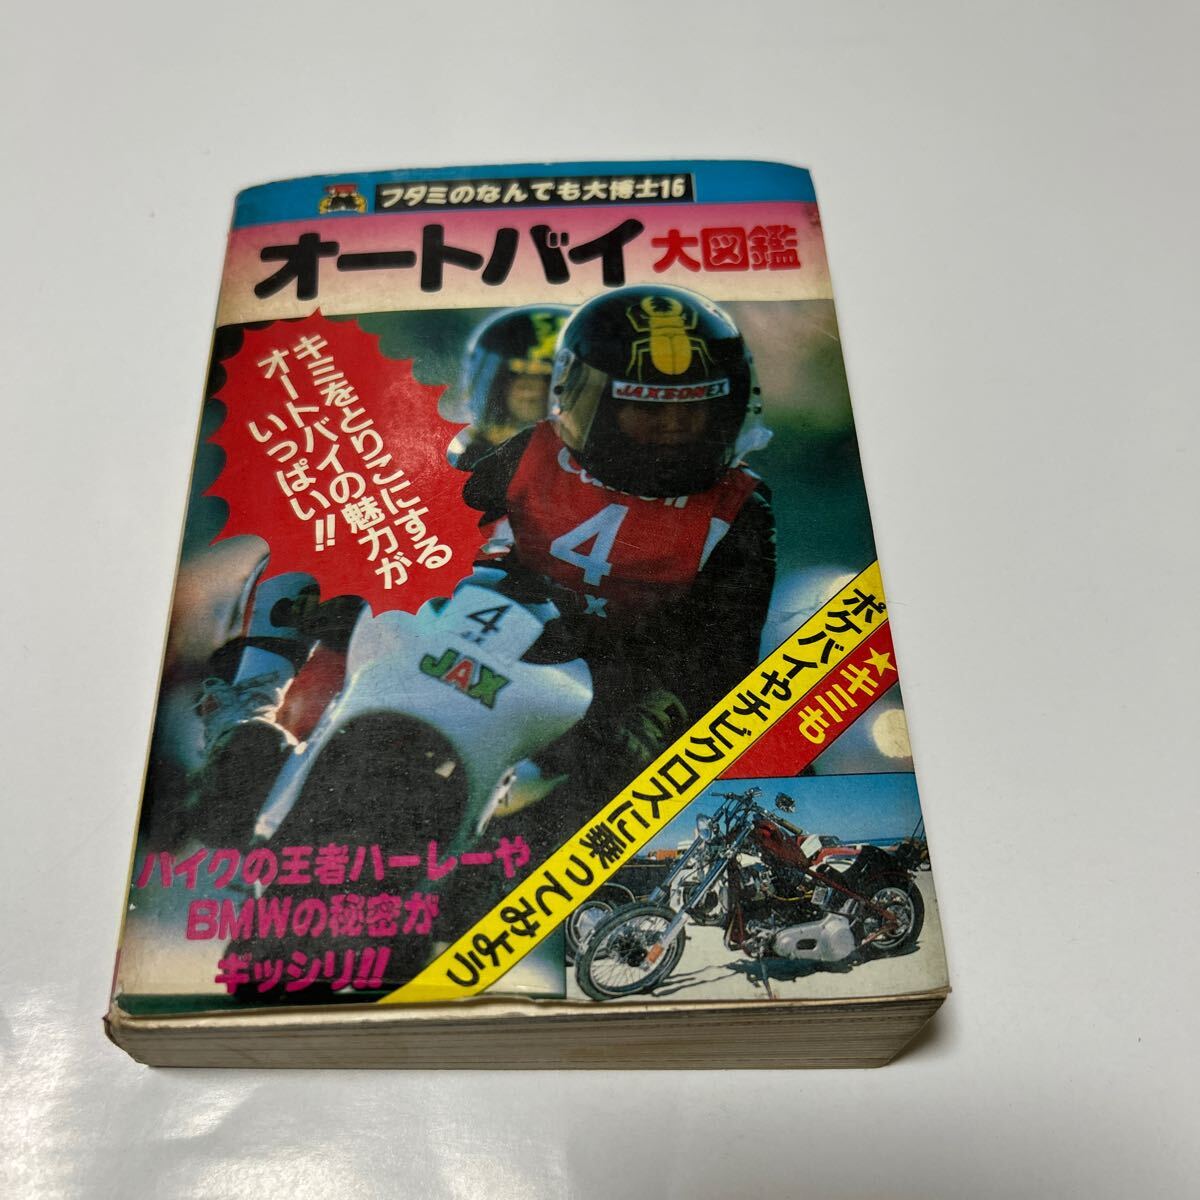 フタミのなんでも大博士16
オートバイ大図鑑
キミをとりこにする
オートバイの魅力が
いっぱい!!
JAXSONEX
4
4
JAX
★キミも
ポケバイやチビクロスに乗ってみよう
バイクの王者ハーレーや
BMWの秘密が
ギッシリ!!